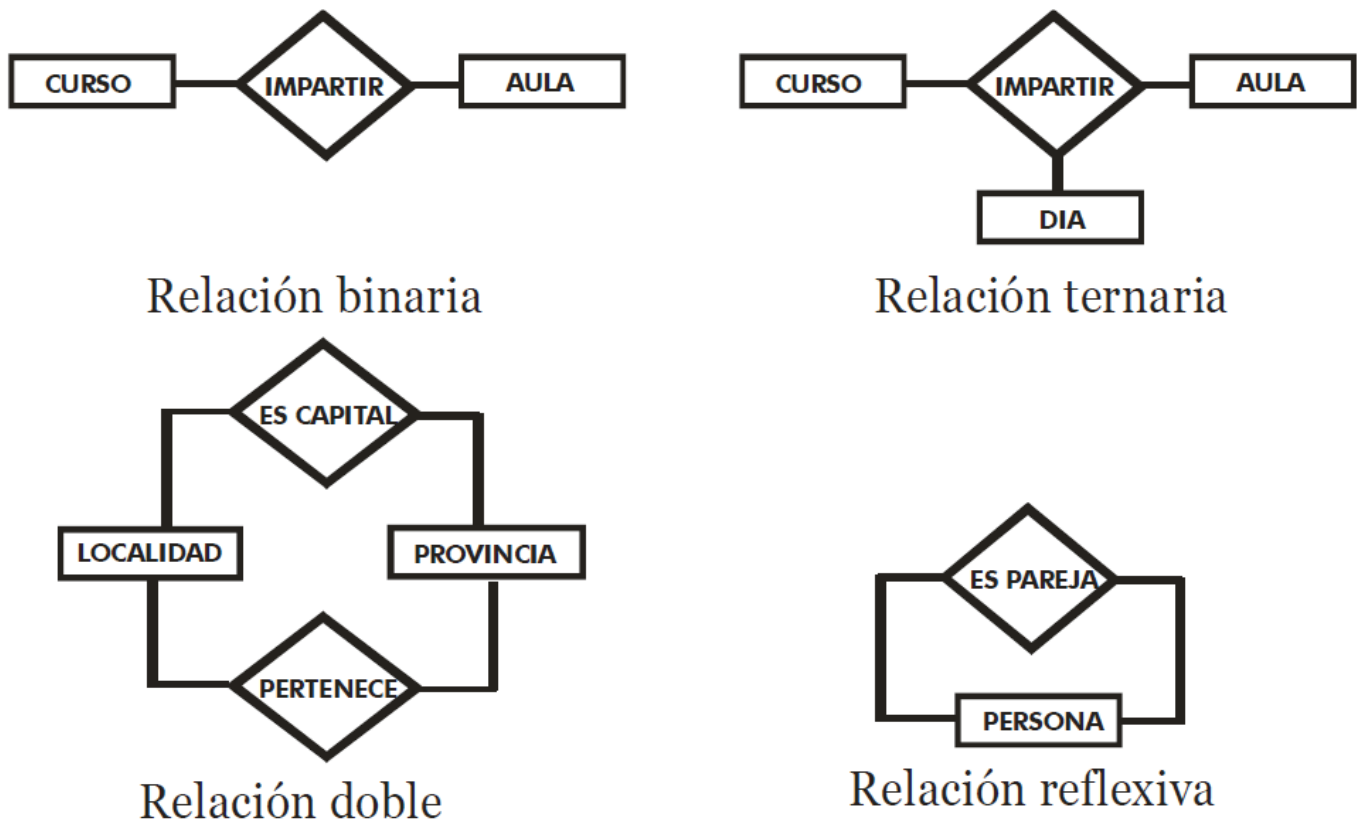 CURSO
IMPARTIR
AULA
Relación binaria
CURSO
IMPARTIR
AULA
DIA
Relación ternaria
ES CAPITAL
LOCALIDAD
PROVINCIA
PERTENECE
Relación doble
ES PAREJA
PERSONA
Relación reflexiva